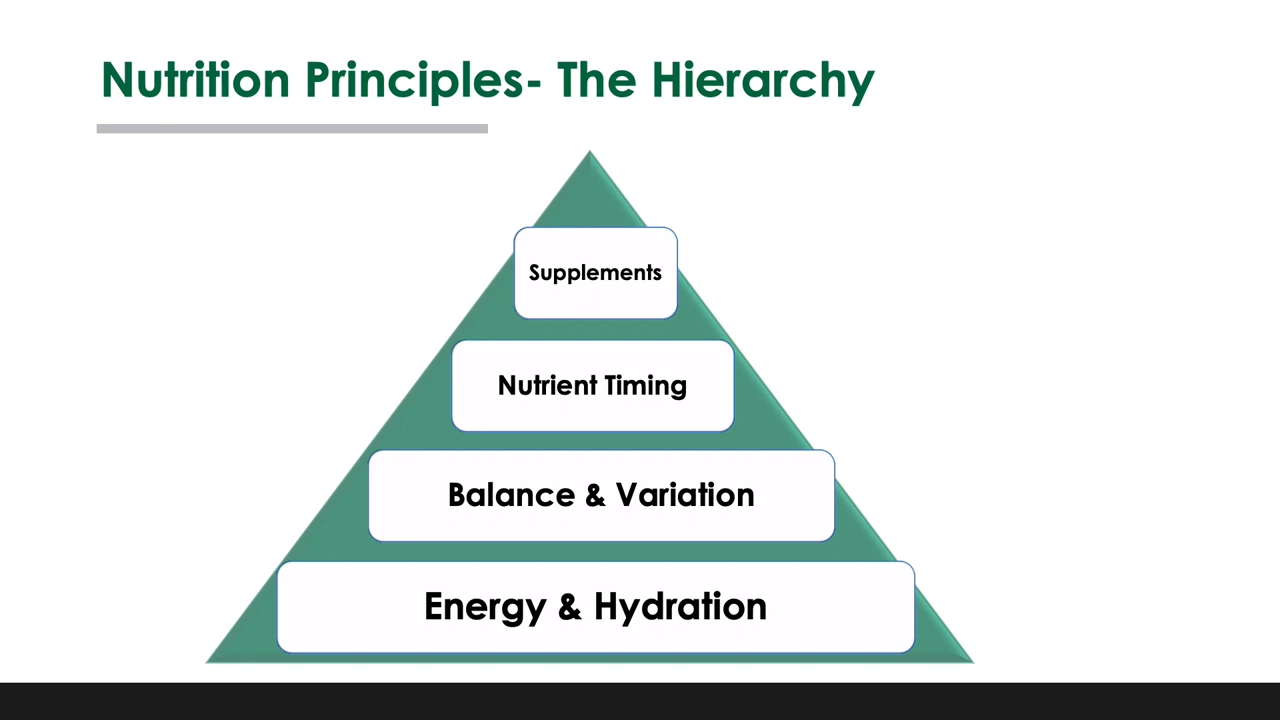 Nutrition Principles- The Hierarchy
Supplements
Nutrient Timing
Balance & Variation
Energy & Hydration